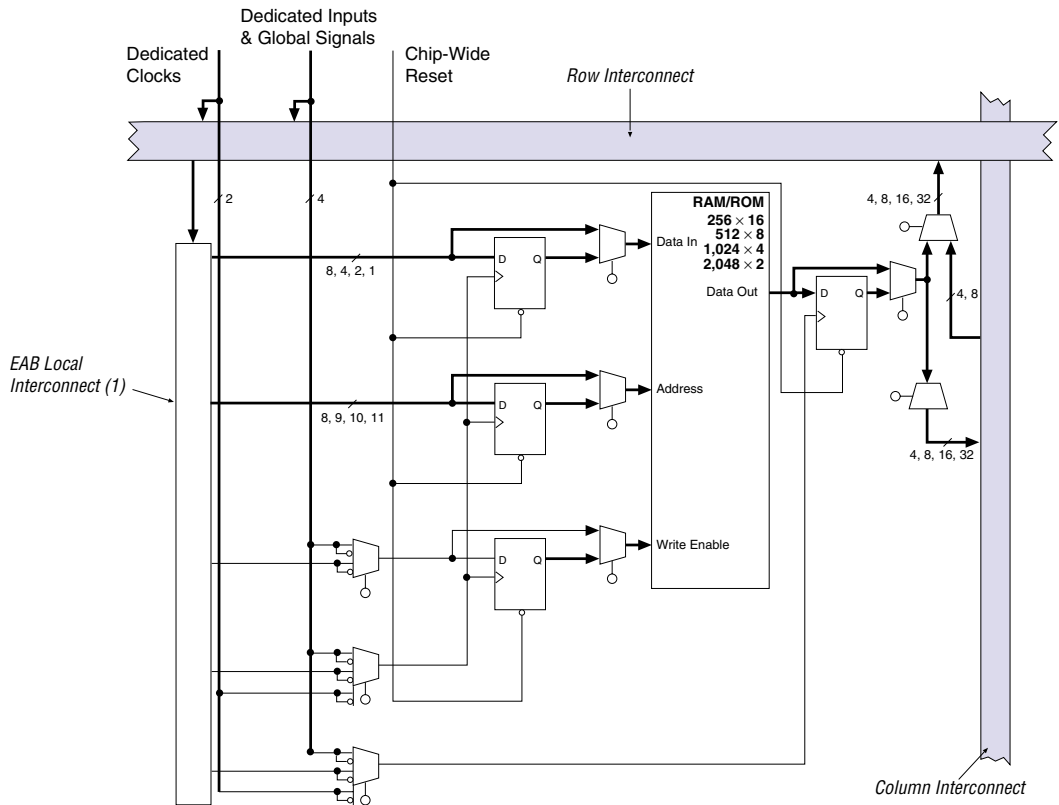 Dedicated Inputs
& Global Signals
Dedicated
Clocks
Chip-Wide
Reset
Row Interconnect
2
4
4, 8, 16, 32
RAM/ROM
256 × 16
512 × 8
1,024 × 4
2,048 × 2
Data In
D Q
8, 4, 2, 1
Data Out
D Q
4, 8
EAB Local
Interconnect (1)
Address
D Q
8, 9, 10, 11
4, 8, 16, 32
Write Enable
D Q
Column Interconnect